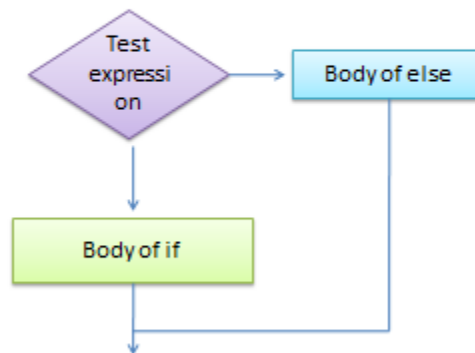 Test
expressi
on
Body of else
Body of if